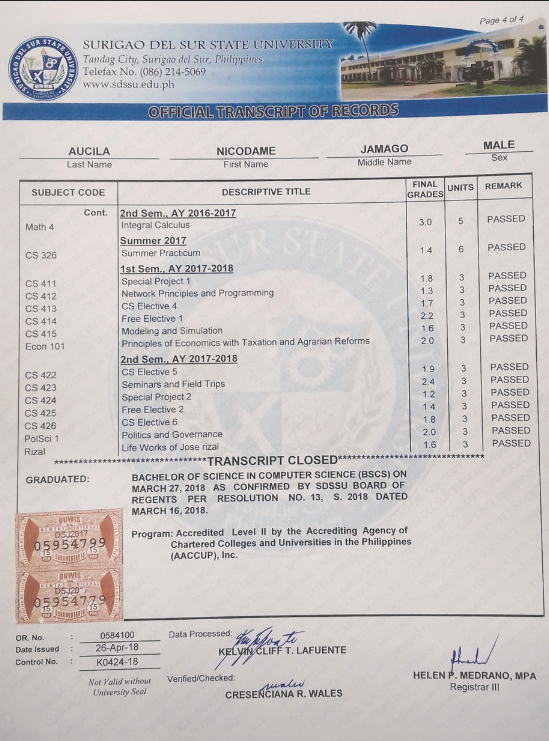 Page 4 of 4
SURIGAO DEL SUR STATE UNIVERSITY
Tandag City, Surigao del Sur, Philippines
Telefax No. (086) 214-5069
www.sdssu.edu.ph
OFFICIAL TRANSCRIPT OF RECORDS
AUCILA NICODAME JAMAGO MALE
Last Name First Name Middle Name Sex
SUBJECT CODE DESCRIPTIVE TITLE FINAL GRADES UNITS REMARK
Cont. 2nd Sem., AY 2016-2017
Math 4 Integral Calculus 3.0 5 PASSED
Summer 2017
CS 326 Summer Practicum 1.4 6 PASSED
1st Sem., AY 2017-2018
CS 411 Special Project 1 1.8 3 PASSED
CS 412 Network Principles and Programming 1.3 3 PASSED
CS 413 CS Elective 4 1.7 3 PASSED
CS 414 Free Elective 1 2.2 3 PASSED
CS 415 Modeling and Simulation 1.6 3 PASSED
Econ 101 Principles of Economics with Taxation and Agrarian Reforms 2.0 3 PASSED
2nd Sem., AY 2017-2018
CS 422 CS Elective 5 1.9 3 PASSED
CS 423 Seminars and Field Trips 2.4 3 PASSED
CS 424 Special Project 2 1.2 3 PASSED
CS 425 Free Elective 2 1.4 3 PASSED
CS 426 CS Elective 6 1.8 3 PASSED
PolSci 1 Politics and Governance 2.0 3 PASSED
Rizal Life Works of Jose rizal 1.6 3 PASSED
TRANSCRIPT CLOSED
GRADUATED: BACHELOR OF SCIENCE IN COMPUTER SCIENCE (BSCS) ON
MARCH 27, 2018 AS CONFIRMED BY SDSSU BOARD OF
REGENTS PER RESOLUTION NO. 13, S. 2018 DATED
MARCH 16, 2018.
Program: Accredited Level II by the Accrediting Agency of
Chartered Colleges and Universities in the Philippines
(AACCUP), Inc.
BUWIS
DSJ2017
05954799
15 15
BUWIS
05954779
15 15
OR. No. : 0584100
Date Issued : 26-Apr-18
Control No. : K0424-18
Not Valid without
University Seal
Data Processed:
KELVIN CLIFF T. LAFUENTE
Verified/Checked:
CRESENCIANA R. WALES
HELEN P. MEDRANO, MPA
Registrar III